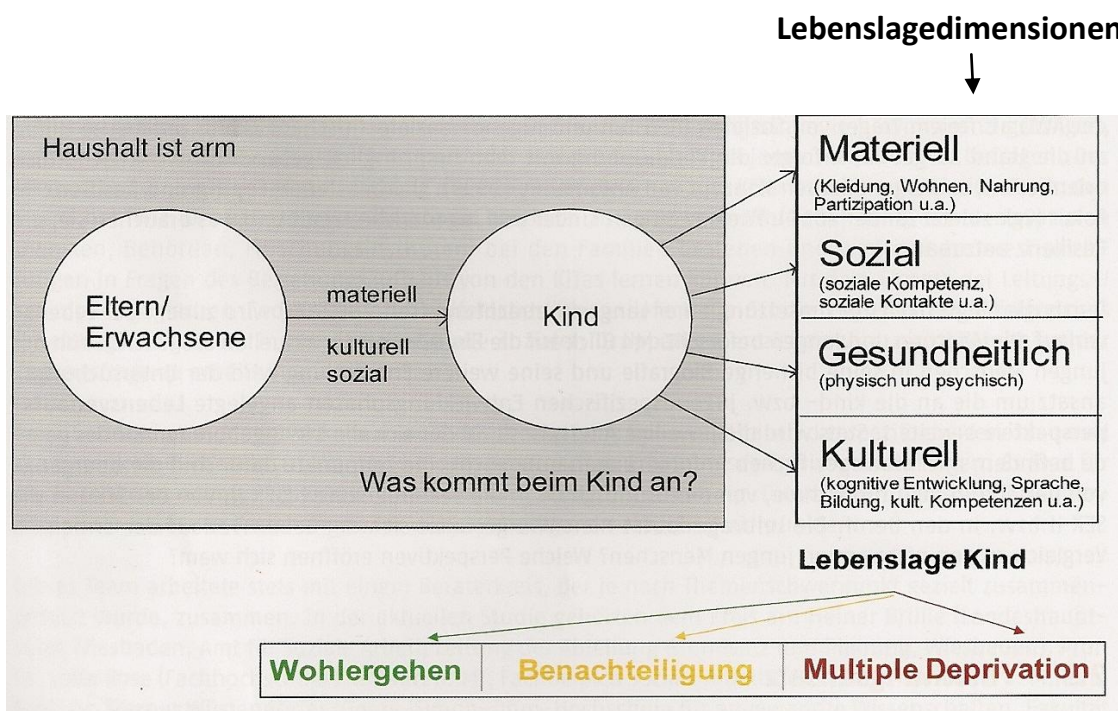 Lebenslagedimensionen
Haushalt ist arm
Eltern/
Erwachsene
materiell
kulturell
sozial
Kind
Was kommt beim Kind an?
Materiell
(Kleidung, Wohnen, Nahrung,
Partizipation u.a.)
Sozial
(soziale Kompetenz,
soziale Kontakte u.a.)
Gesundheitlich
(physisch und psychisch)
Kulturell
(kognitive Entwicklung, Sprache,
Bildung, kult. Kompetenzen u.a.)
Lebenslage Kind
Wohlergehen
Benachteiligung
Multiple Deprivation